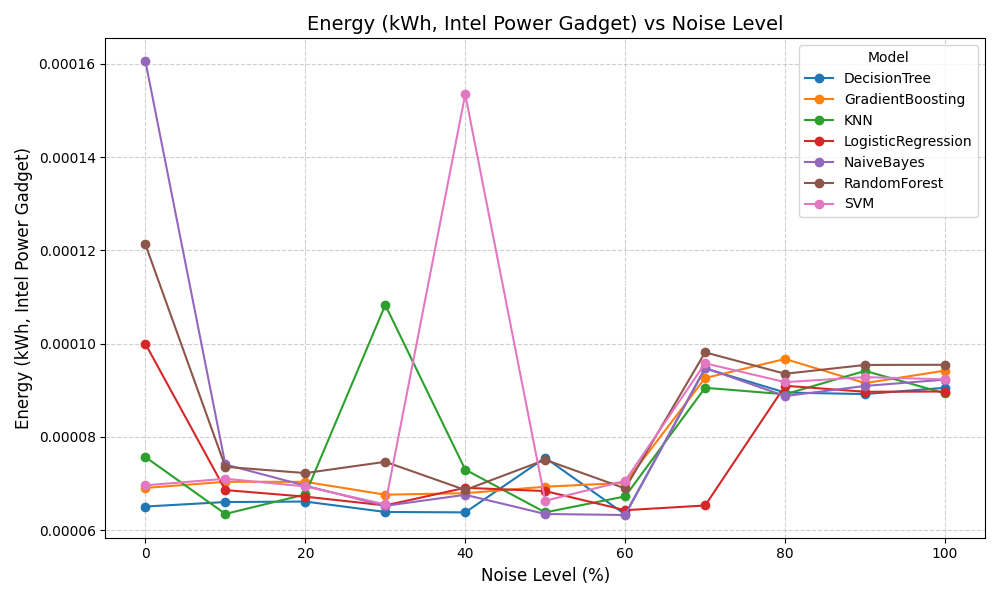 Energy (kWh, Intel Power Gadget) vs Noise Level
Energy (kWh, Intel Power Gadget)
0.00016
0.00014
0.00012
0.00010
0.00008
0.00006
Model
DecisionTree
GradientBoosting
KNN
LogisticRegression
NaiveBayes
RandomForest
SVM
0 20 40 60 80 100
Noise Level (%)